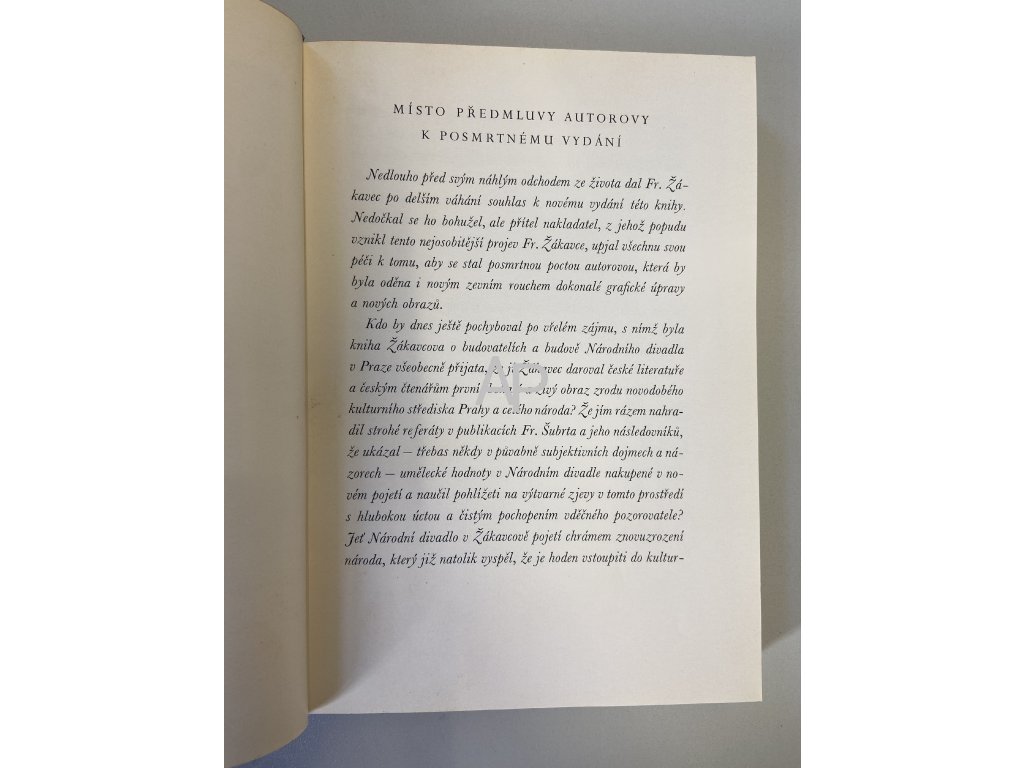 MÍSTO PŘEDMLUVY AUTOROVY
K POSMRTNÉMU VYDÁNÍ
Nedlouho před svým náhlým odchodem ze života dal Fr. Žá-
kavec po delším váhání souhlas k novému vydání této knihy.
Nedočkal se ho bohužel, ale přítel nakladatel, z jehož popudu
vznikl tento nejosobitější projev Fr. Žákavce, upjal všechnu svou
péči k tomu, aby se stal posmrtnou poctou autorovou, která by
byla oděna i novým zevním rouchem dokonalé grafické úpravy
a nových obrazů.
Kdo by dnes ještě pochyboval po vřelém zájmu, s nímž byla
kniha Žákavcova o budovatelích a budově Národního divadla
v Praze všeobecně přijata, že jí Žákavec daroval české literatuře
a českým čtenářům první živý obraz zrodu novodobého
kulturního střediska Prahy a celého národa? Že jím rázem nahra-
dil strohé referáty v publikacích Fr. Šubrta a jeho následovníků,
že ukázal — třebas někdy v půvabně subjektivních dojmech a ná-
zorech — umělecké hodnoty v Národním divadle nakupené v no-
vém pojetí a naučil pohlížeti na výtvarné zjevy v tomto prostředí
s hlubokou úctou a čistým pochopením vděčného pozorovatele?
Jeť Národní divadlo v Žákavcově pojetí chrámem znovuzrození
národa, který již natolik vyspěl, že je hoden vstoupiti do kultur-
AP